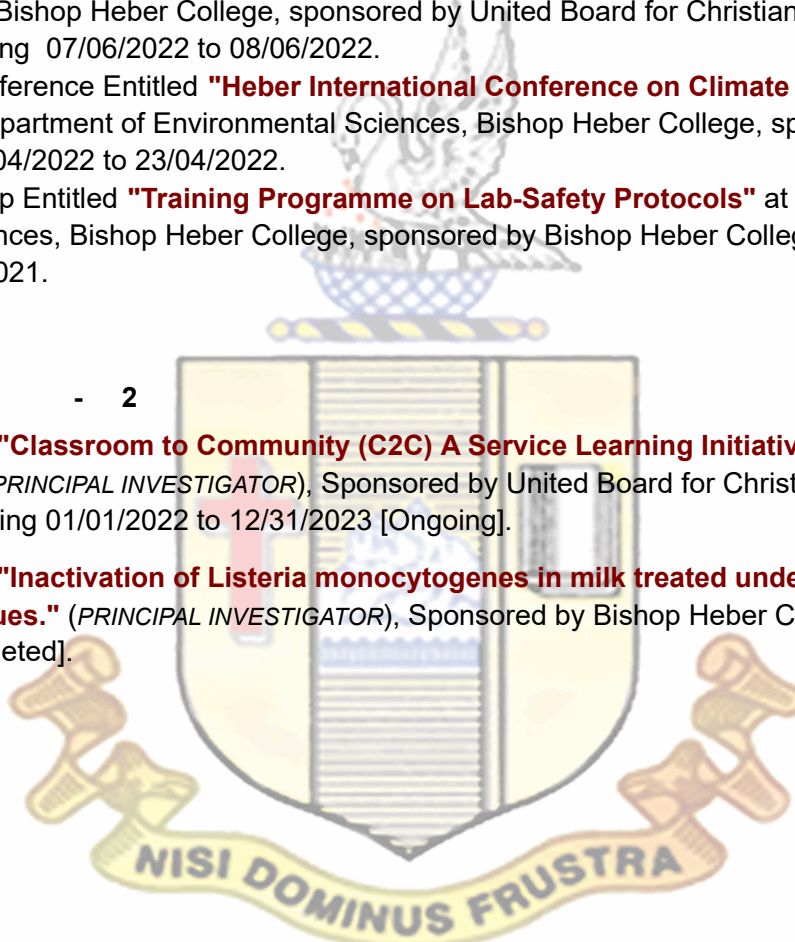 Bishop Heber College, sponsored by United Board for Christian
ng 07/06/2022 to 08/06/2022.
ference Entitled "Heber International Conference on Climate
partment of Environmental Sciences, Bishop Heber College, sp
04/2022 to 23/04/2022.
p Entitled "Training Programme on Lab-Safety Protocols" at
nces, Bishop Heber College, sponsored by Bishop Heber Colleg
021.
- 2
"Classroom to Community (C2C) A Service Learning Initiativ
PRINCIPAL INVESTIGATOR), Sponsored by United Board for Christ
ing 01/01/2022 to 12/31/2023 [Ongoing].
"Inactivation of Listeria monocytogenes in milk treated unde
ues." (PRINCIPAL INVESTIGATOR), Sponsored by Bishop Heber C
eted].
NISI DOMINUS FRUSTRA